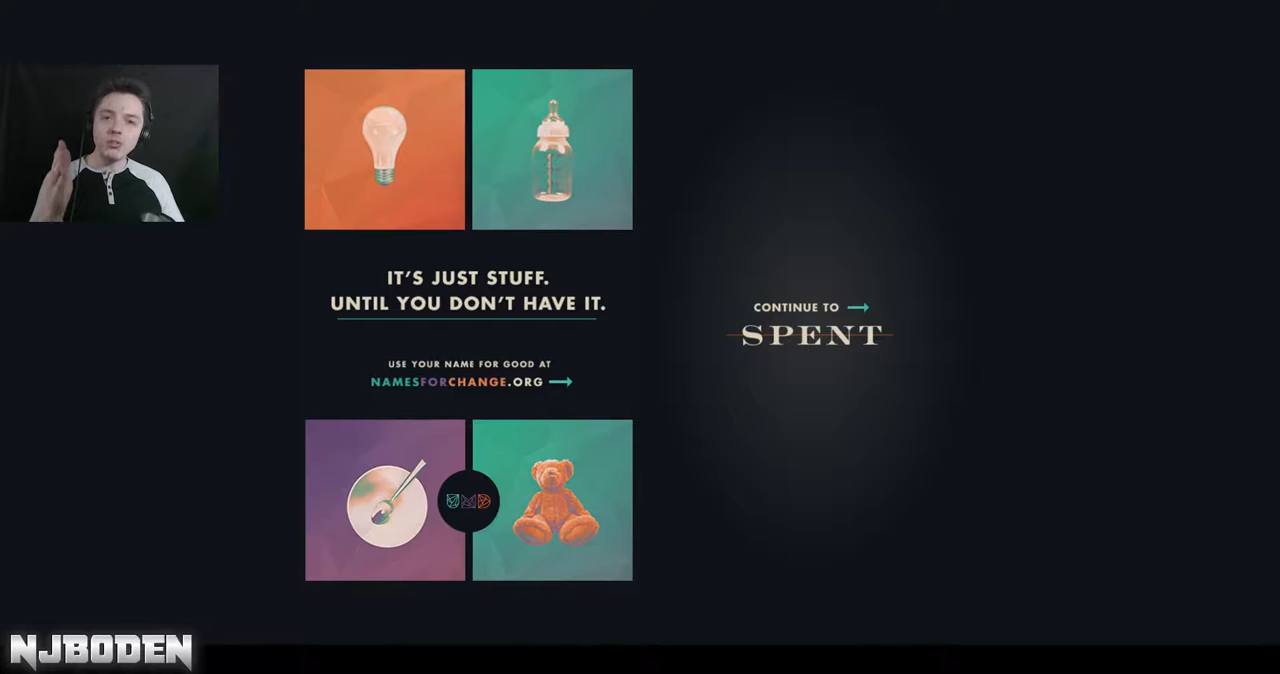 IT'S JUST STUFF.
UNTIL YOU DON'T HAVE IT.
USE YOUR NAME FOR GOOD AT
NAMESFORCHANGE.ORG
UMD
CONTINUE TO
SPENT
NJBODEN